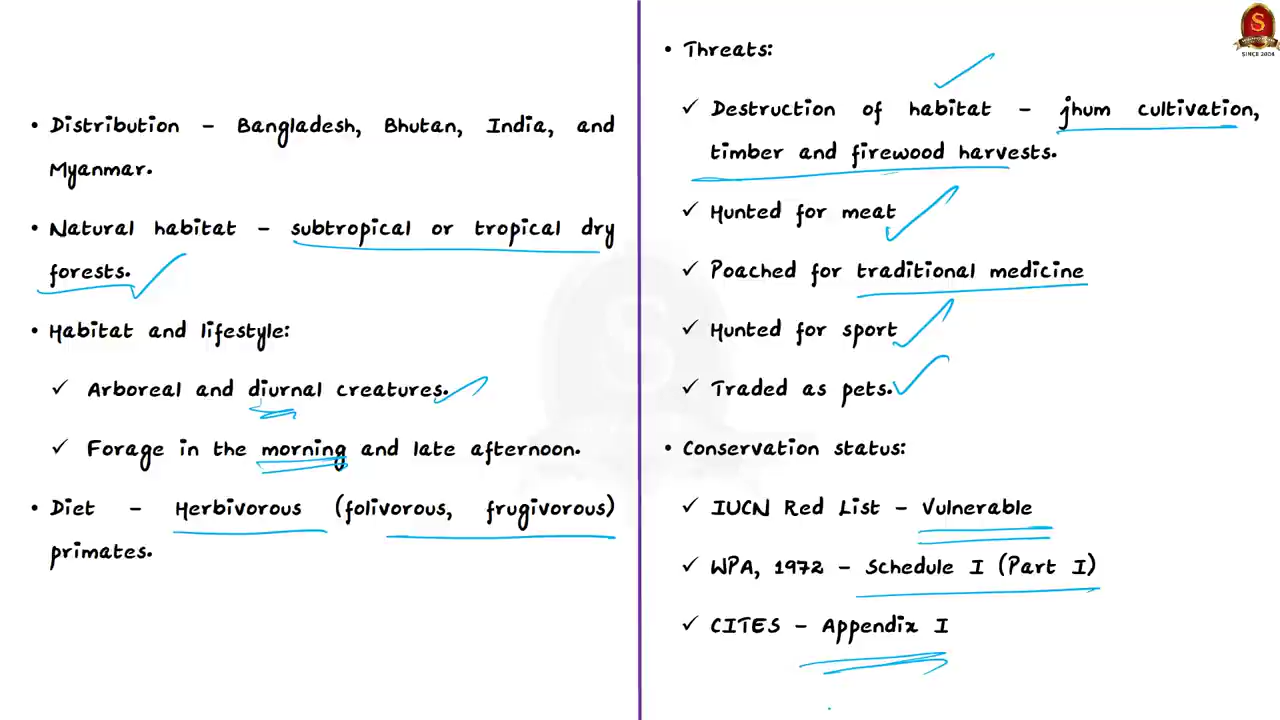 • Distribution – Bangladesh, Bhutan, India, and
Myanmar.
• Natural habitat – subtropical or tropical dry
forests.
• Habitat and lifestyle:
✓ Arboreal and diurnal creatures.
✓ Forage in the morning and late afternoon.
• Diet – Herbivorous (folivorous, frugivorous)
primates.
• Threats:
✓ Destruction of habitat – jhum cultivation,
timber and firewood harvests.
✓ Hunted for meat
✓ Poached for traditional medicine
✓ Hunted for sport
✓ Traded as pets.
• Conservation status:
✓ IUCN Red List – Vulnerable
✓ WPA, 1972 – Schedule I (Part I)
✓ CITES – Appendix I
S
SINCE 2004